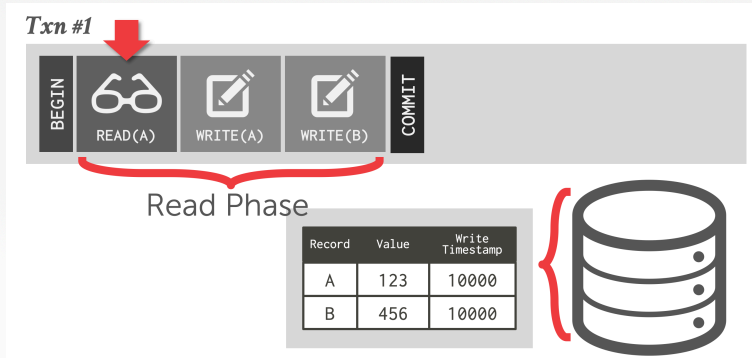 Txn #1
BEGIN
READ(A)
WRITE(A)
WRITE(B)
COMMIT
Read Phase
Record Value Write Timestamp
A 123 10000
B 456 10000